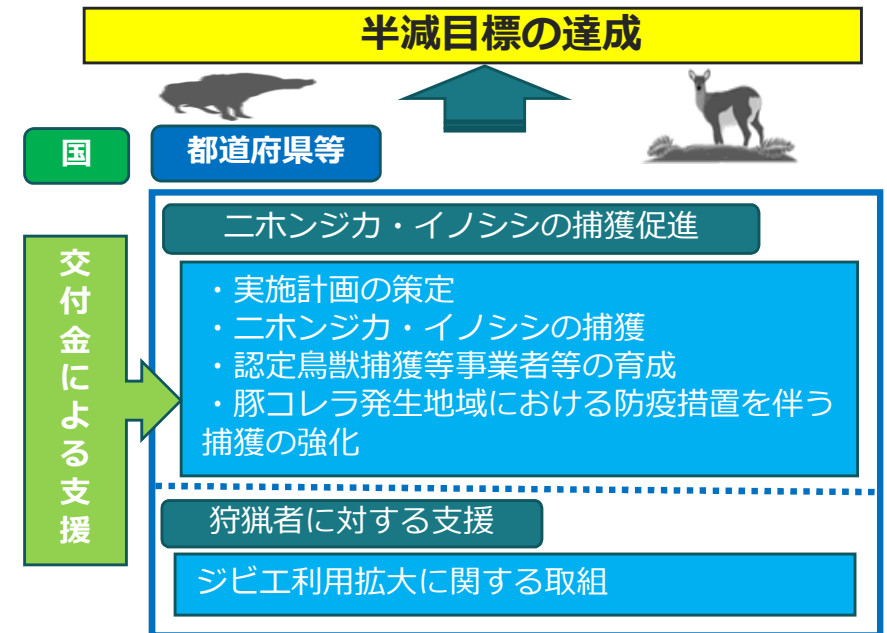 半減目標の達成
国
都道府県等
交付金による支援
ニホンジカ・イノシシの捕獲促進
・実施計画の策定
・ニホンジカ・イノシシの捕獲
・認定鳥獣捕獲等事業者等の育成
・豚コレラ発生地域における防疫措置を伴う
捕獲の強化
狩猟者に対する支援
ジビエ利用拡大に関する取組